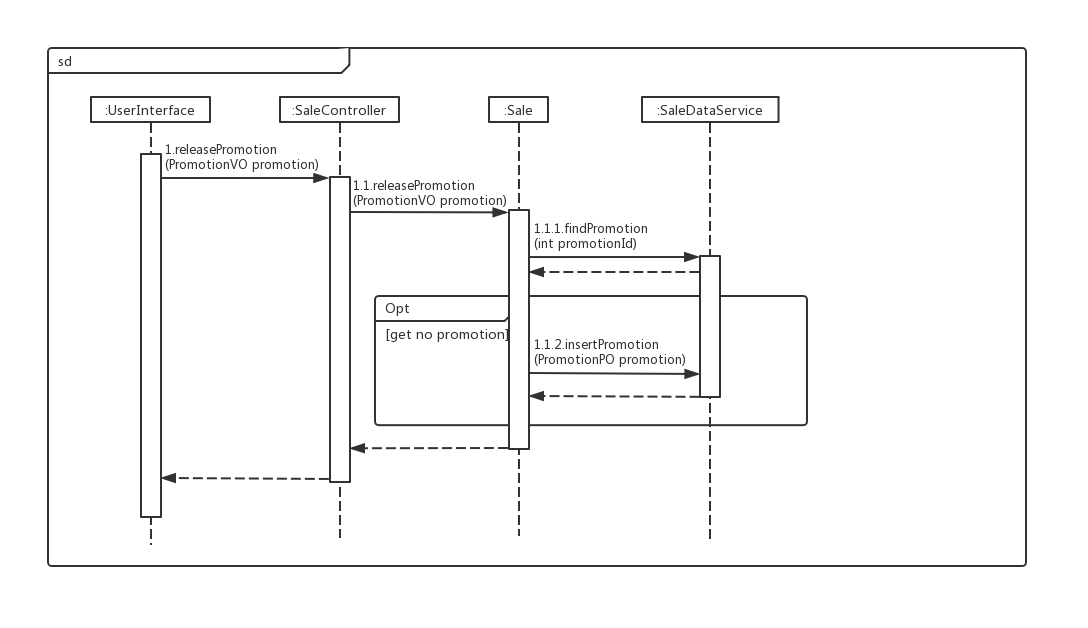 sd
:UserInterface
:SaleController
:Sale
:SaleDataService
1.releasePromotion
(PromotionVO promotion)
1.1.releasePromotion
(PromotionVO promotion)
1.1.1.findPromotion
(int promotionId)
Opt
[get no promotion]
1.1.2.insertPromotion
(PromotionPO promotion)